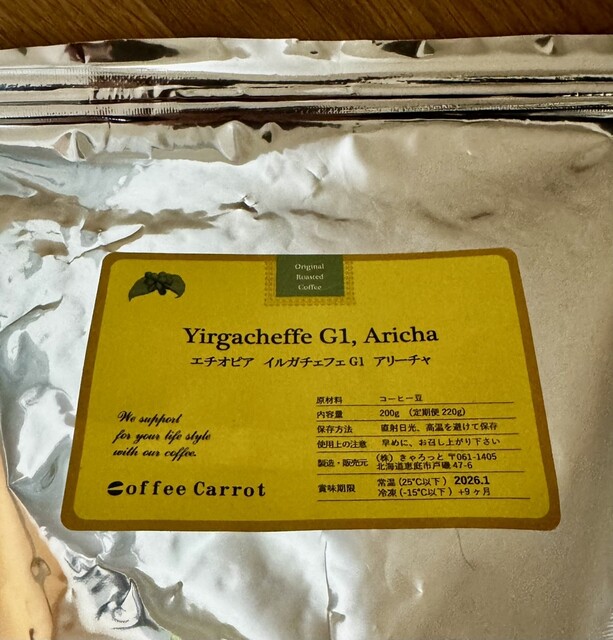 Original
Roasted
Coffee
Yirgacheffe G1, Aricha
エチオピア イルガチェフェ G1 アリーチャ
We support
for your life style
with our coffee.
Coffee Carrot
原材料 コーヒー豆
内容量 200g (定期便 220g)
保存方法 直射日光、高温を避けて保存
使用上の注意 早めに、お召し上がり下さい
製造・販売元 (株) きゃろっと 〒061-1405
北海道恵庭市戸磯 47-6
賞味期限 常温 (25℃以下) 2026.1
冷凍 (-15℃以下) +9ヶ月